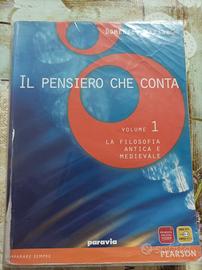 IL PENSIERO CHE CONTA
VOLUME 1
LA FILOSOFIA
ANTICA E
MEDIEVALE
paravia
PEARSON